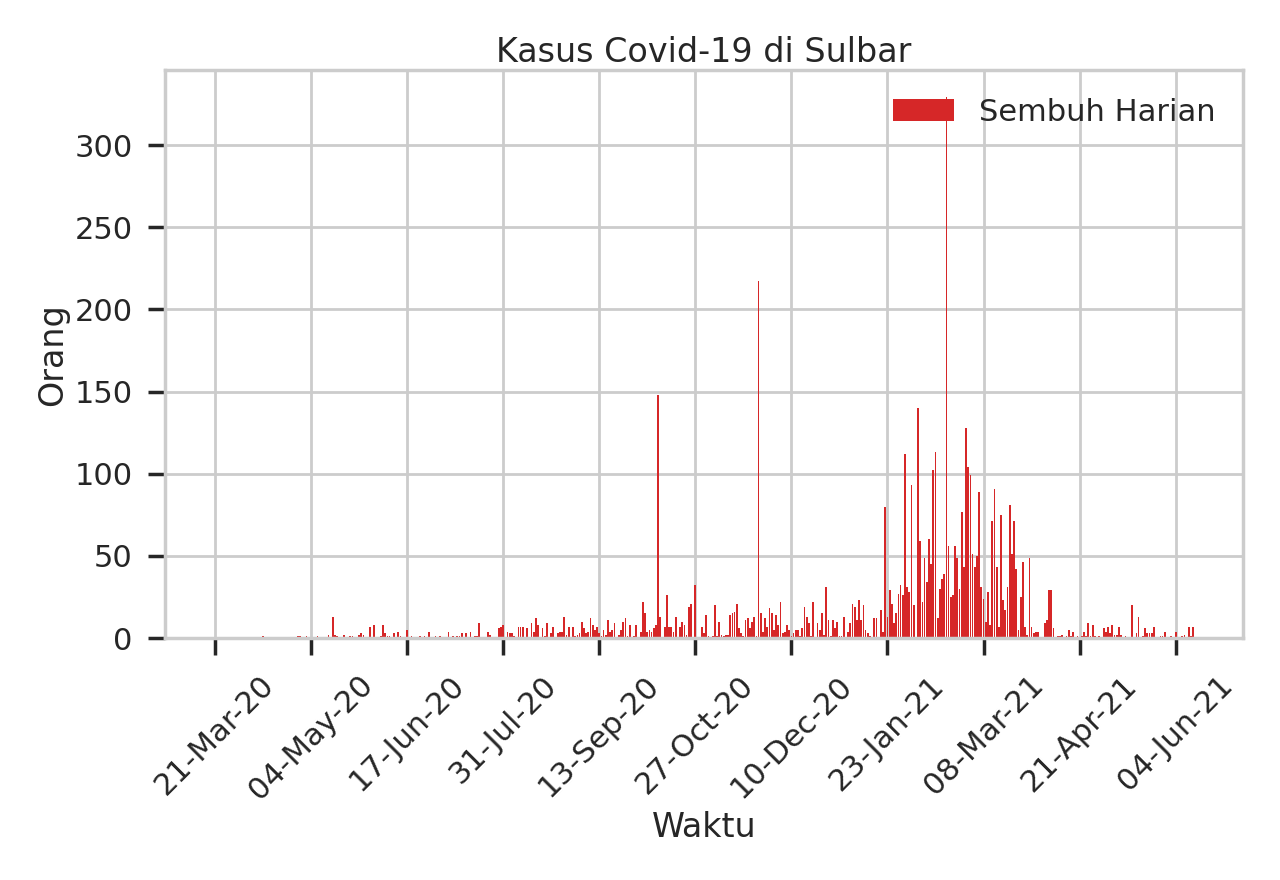 Kasus Covid-19 di Sulbar
Sembuh Harian
Orang
300
250
200
150
100
50
0
21-Mar-20
04-May-20
17-Jun-20
31-Jul-20
13-Sep-20
27-Oct-20
10-Dec-20
23-Jan-21
08-Mar-21
21-Apr-21
04-Jun-21
Waktu